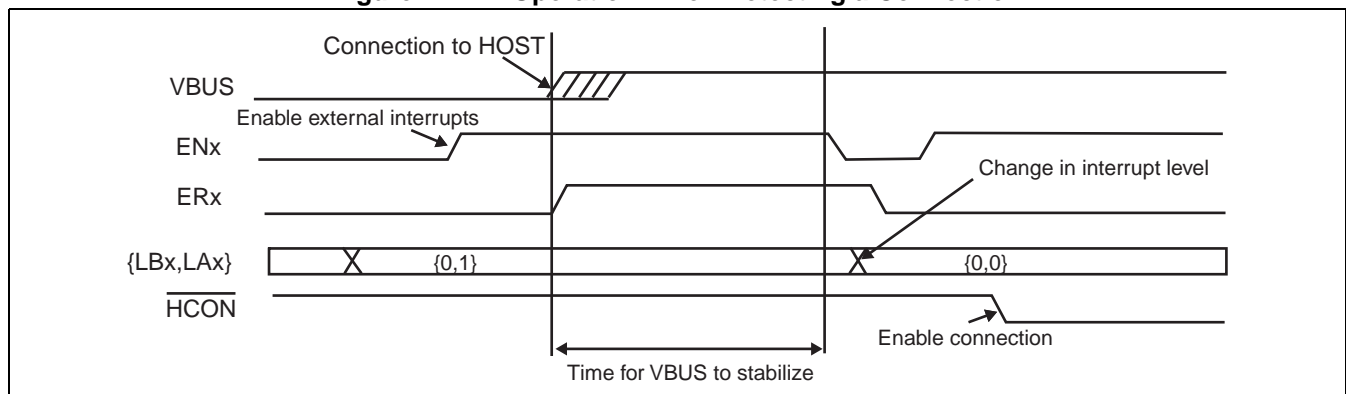 Connection to HOST
VBUS
Enable external interrupts
ENx
Change in interrupt level
ERx
{LBx,LAx}
{0,1}
{0,0}
HCON
Enable connection
Time for VBUS to stabilize